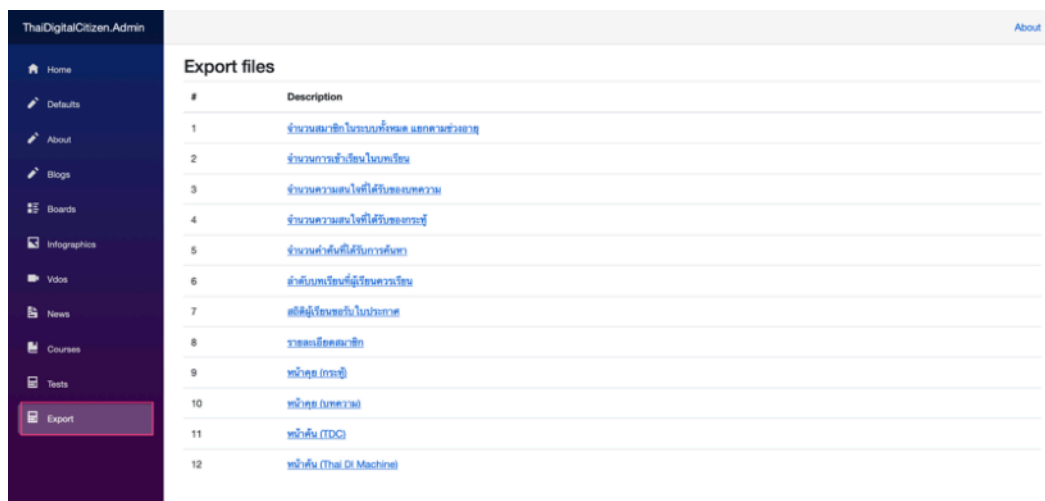 ThaiDigitalCitizen.Admin
About
Home
Defaults
About
Blogs
Boards
Infographics
Vdos
News
Courses
Tests
Export
Export files
# Description
1 จำนวนสมาชิกในระบบทั้งหมด แยกตามช่วงอายุ
2 จำนวนการเข้าเรียนในบทเรียน
3 จำนวนความสนใจที่ได้รับของบทความ
4 จำนวนความสนใจที่ได้รับของกระทู้
5 จำนวนคำค้นที่ได้รับการค้นหา
6 ลำดับบทเรียนที่ผู้เรียนควรเรียน
7 สถิติผู้เรียนขอรับใบประกาศ
8 รายละเอียดสมาชิก
9 หน้าคุย (กระทู้)
10 หน้าคุย (บทความ)
11 หน้าค้น (TDC)
12 หน้าค้น (Thai Di Machine)